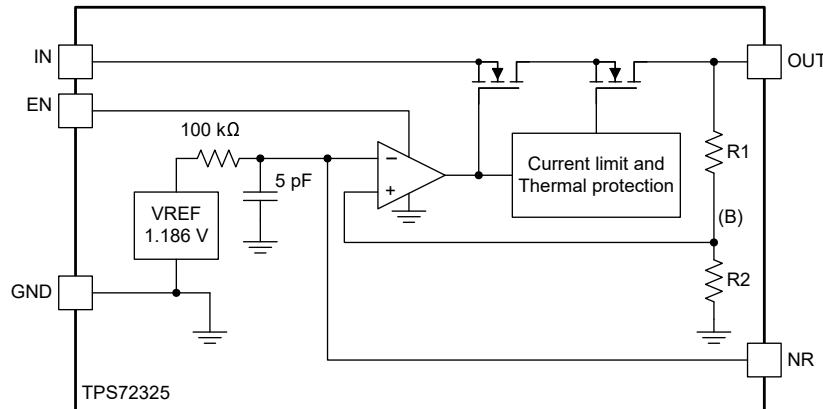 IN
OUT
EN
100 kΩ
5 pF
−
+
Current limit and
Thermal protection
R1
VREF
1.186 V
(B)
GND
R2
NR
TPS72325